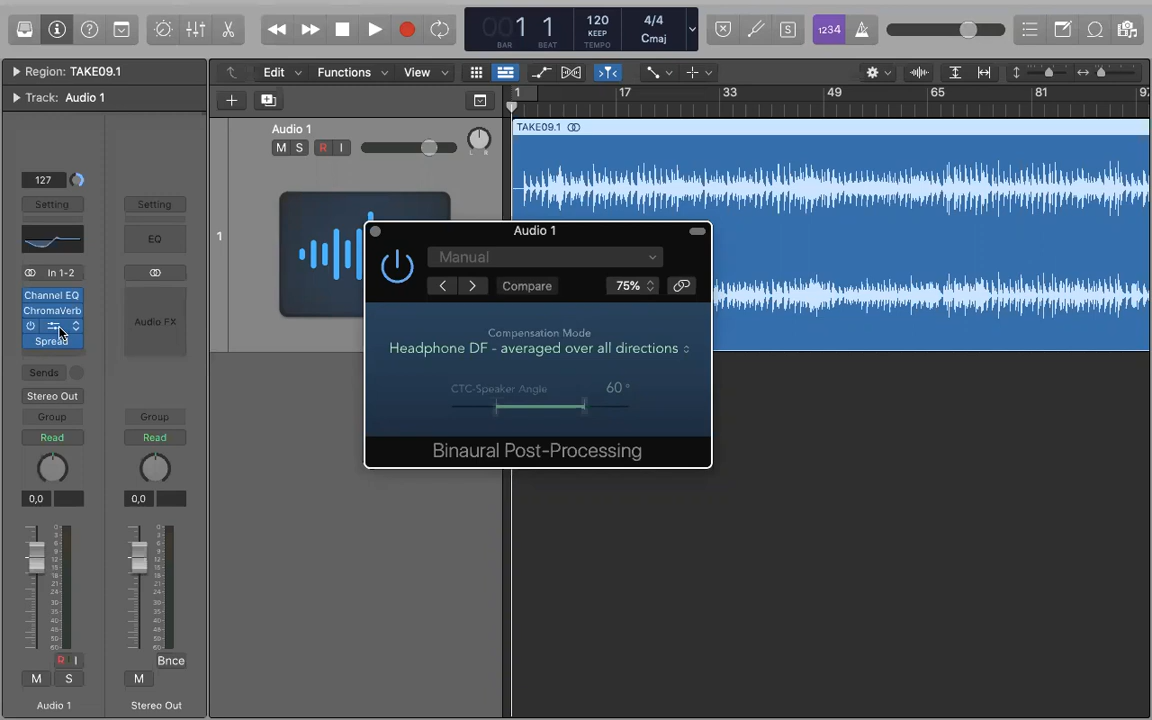 001 1
BAR BEAT
120
KEEP
TEMPO
4/4
Cmaj
1234
S
Region: TAKE09.1
Track: Audio 1
Edit Functions View
1 17 33 49 65 81 97
Audio 1
M S R I
L R
1
TAKE09.1
127
Setting Setting
EQ
In 1-2
Channel EQ
ChromaVerb
Spread
Audio FX
Sends
Stereo Out
Group Group
Read Read
0,0 0,0
R I Bnce
M S M
Audio 1 Stereo Out
Audio 1
Manual
Compare 75%
Compensation Mode
Headphone DF - averaged over all directions
CTC-Speaker Angle 60 °
Binaural Post-Processing